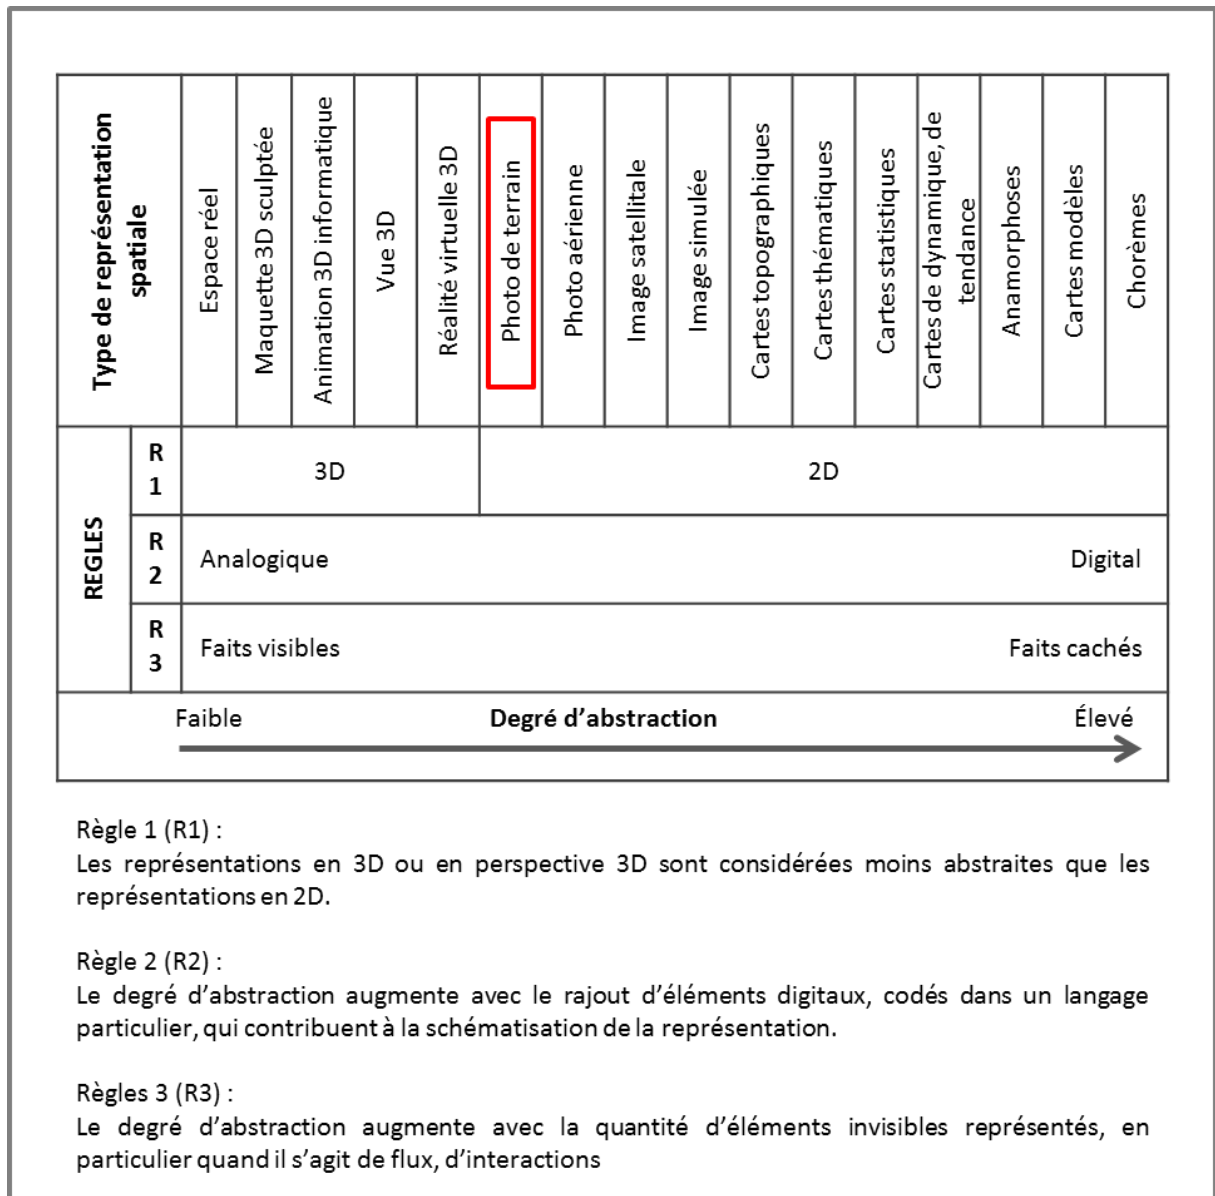 Type de représentation
spatiale
Espace réel
Maquette 3D sculptée
Animation 3D informatique
Vue 3D
Réalité virtuelle 3D
Photo de terrain
Photo aérienne
Image satellitale
Image simulée
Cartes topographiques
Cartes thématiques
Cartes statistiques
Cartes de dynamique, de
tendance
Anamorphoses
Cartes modèles
Chorèmes
REGLES
R
1
3D
2D
R
2
Analogique
Digital
R
3
Faits visibles
Faits cachés
Faible
Degré d'abstraction
Élevé
Règle 1 (R1) :
Les représentations en 3D ou en perspective 3D sont considérées moins abstraites que les
représentations en 2D.
Règle 2 (R2) :
Le degré d'abstraction augmente avec le rajout d'éléments digitaux, codés dans un langage
particulier, qui contribuent à la schématisation de la représentation.
Règles 3 (R3) :
Le degré d'abstraction augmente avec la quantité d'éléments invisibles représentés, en
particulier quand il s'agit de flux, d'interactions